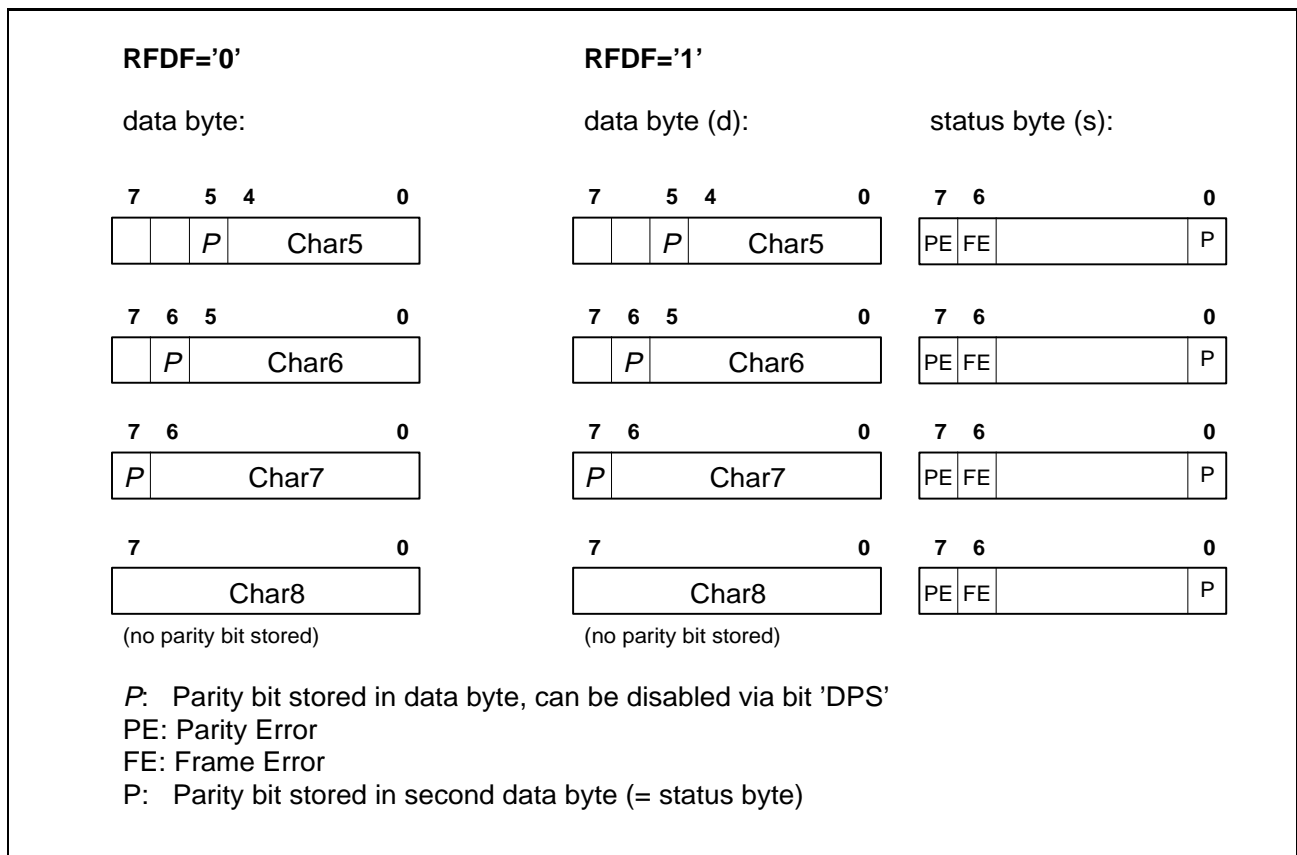 RFDF='0' RFDF='1'
data byte: data byte (d): status byte (s):
7 5 4 0 7 5 4 0 7 6 0
P Char5 P Char5 PE FE P
7 6 5 0 7 6 5 0 7 6 0
P Char6 P Char6 PE FE P
7 6 0 7 6 0 7 6 0
P Char7 P Char7 PE FE P
7 0 7 0 7 6 0
Char8 Char8 PE FE P
(no parity bit stored) (no parity bit stored)
P: Parity bit stored in data byte, can be disabled via bit 'DPS'
PE: Parity Error
FE: Frame Error
P: Parity bit stored in second data byte (= status byte)